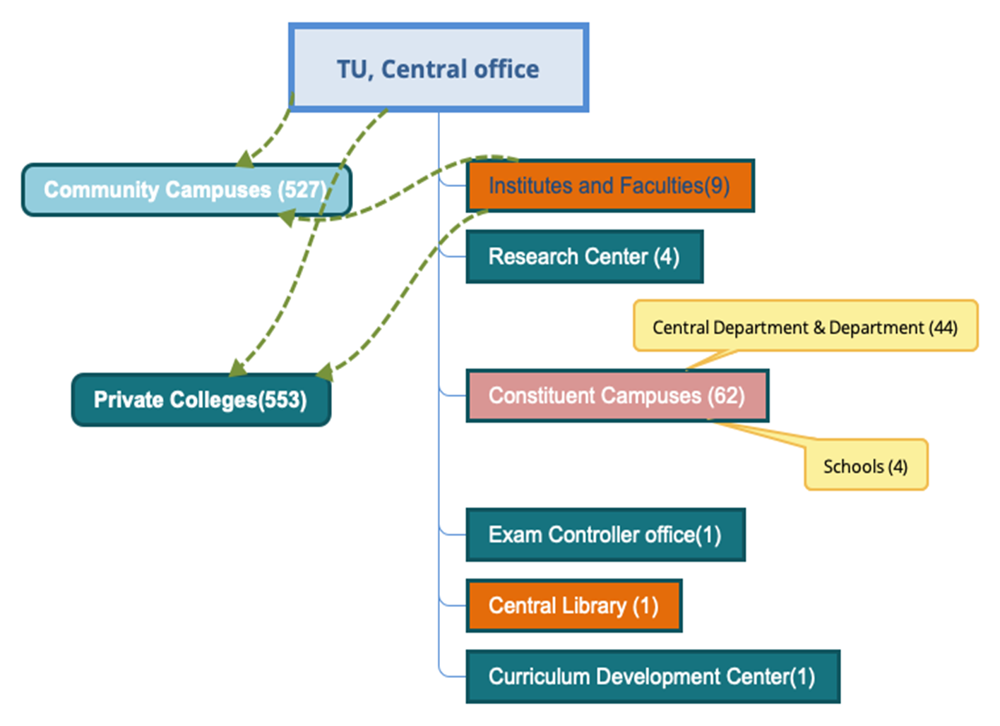 TU, Central office
Community Campuses (527)
Institutes and Faculties(9)
Research Center (4)
Central Department & Department (44)
Constituent Campuses (62)
Private Colleges(553)
Schools (4)
Exam Controller office(1)
Central Library (1)
Curriculum Development Center(1)